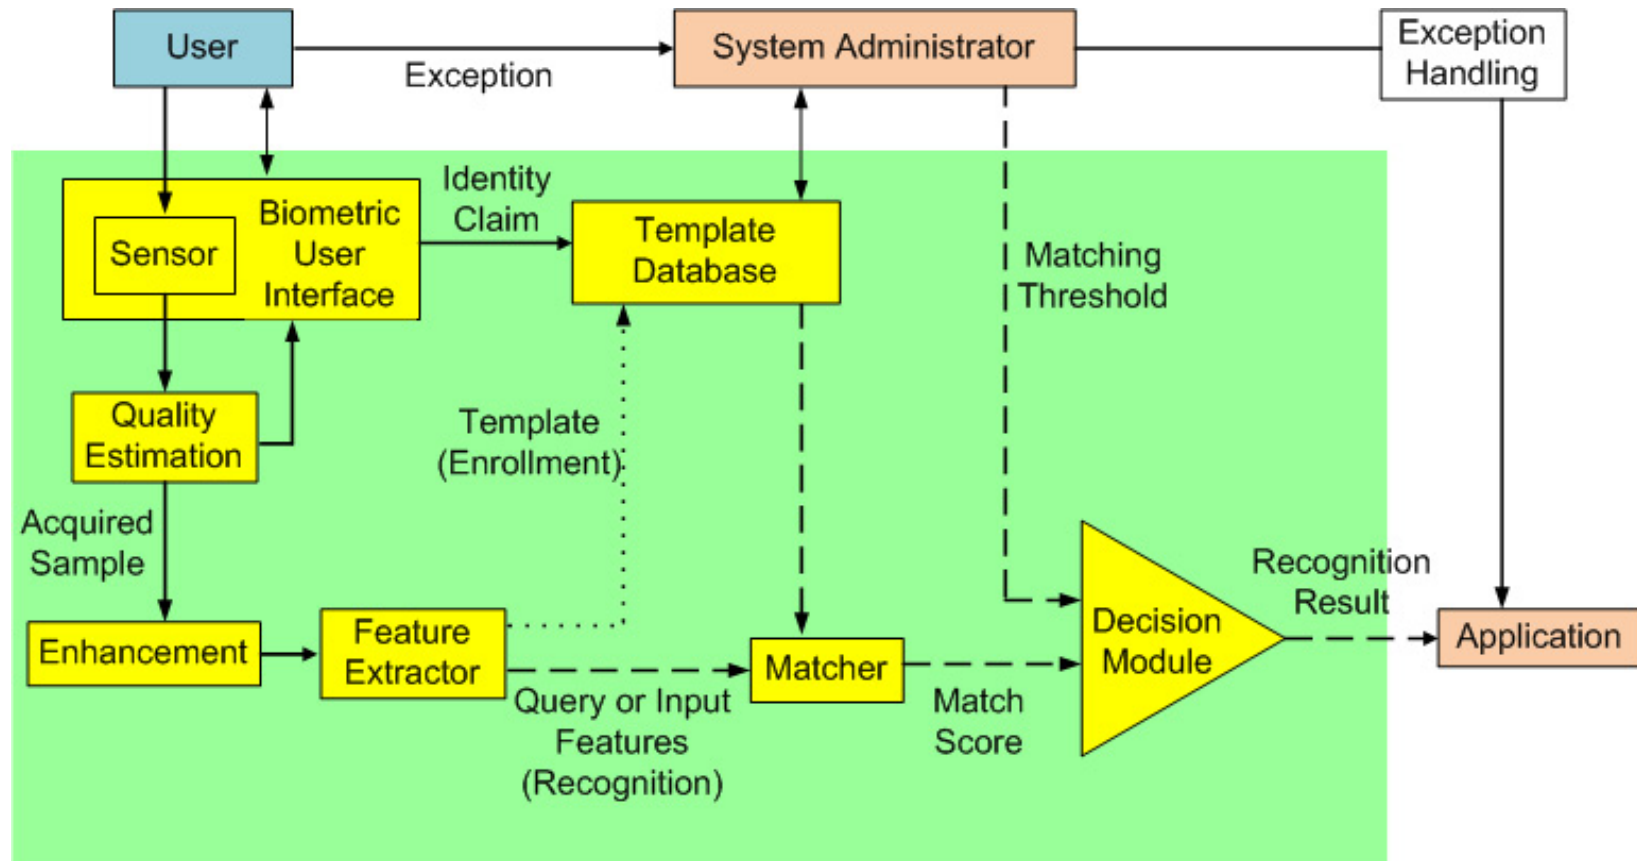 User
Exception
System Administrator
Exception
Handling
Identity
Claim
Sensor
Biometric
User
Interface
Template
Database
Matching
Threshold
Quality
Estimation
Template
(Enrollment)
Acquired
Sample
Recognition
Result
Enhancement
Feature
Extractor
Matcher
Decision
Module
Application
Query or Input
Features
(Recognition)
Match
Score